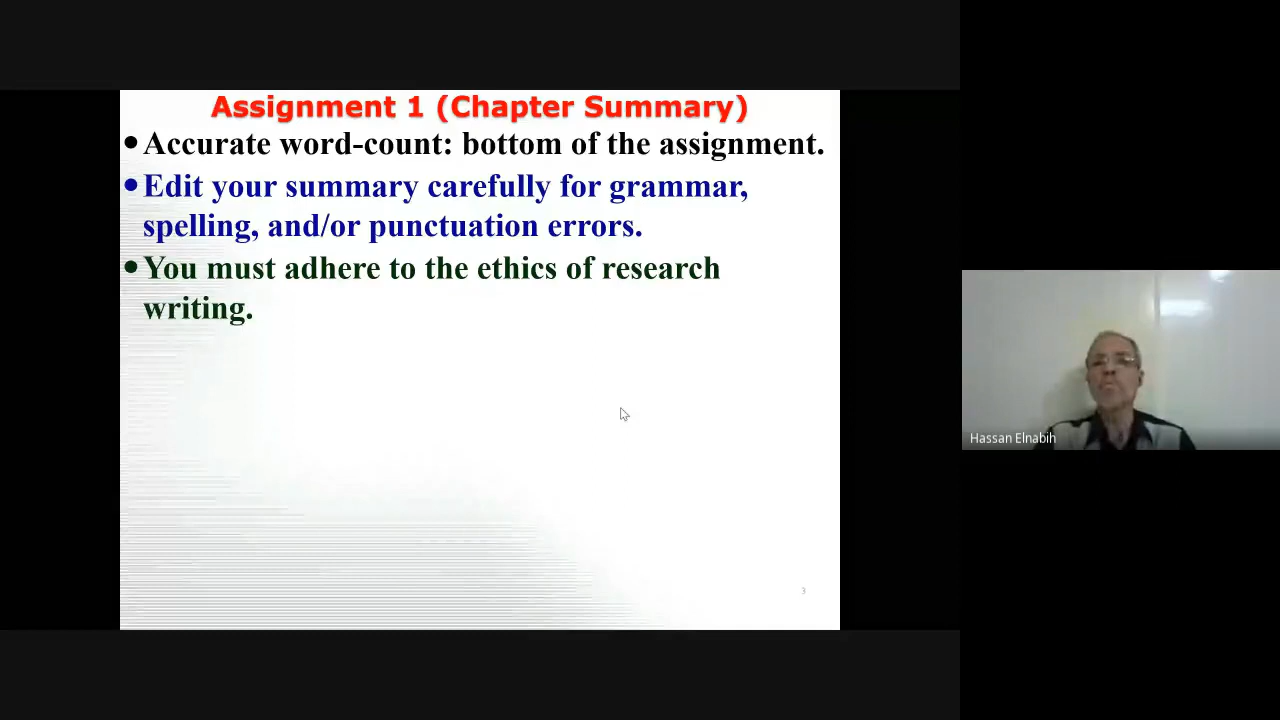 Assignment 1 (Chapter Summary)
•Accurate word-count: bottom of the assignment.
•Edit your summary carefully for grammar,
spelling, and/or punctuation errors.
•You must adhere to the ethics of research
writing.
3
Hassan Elnabih